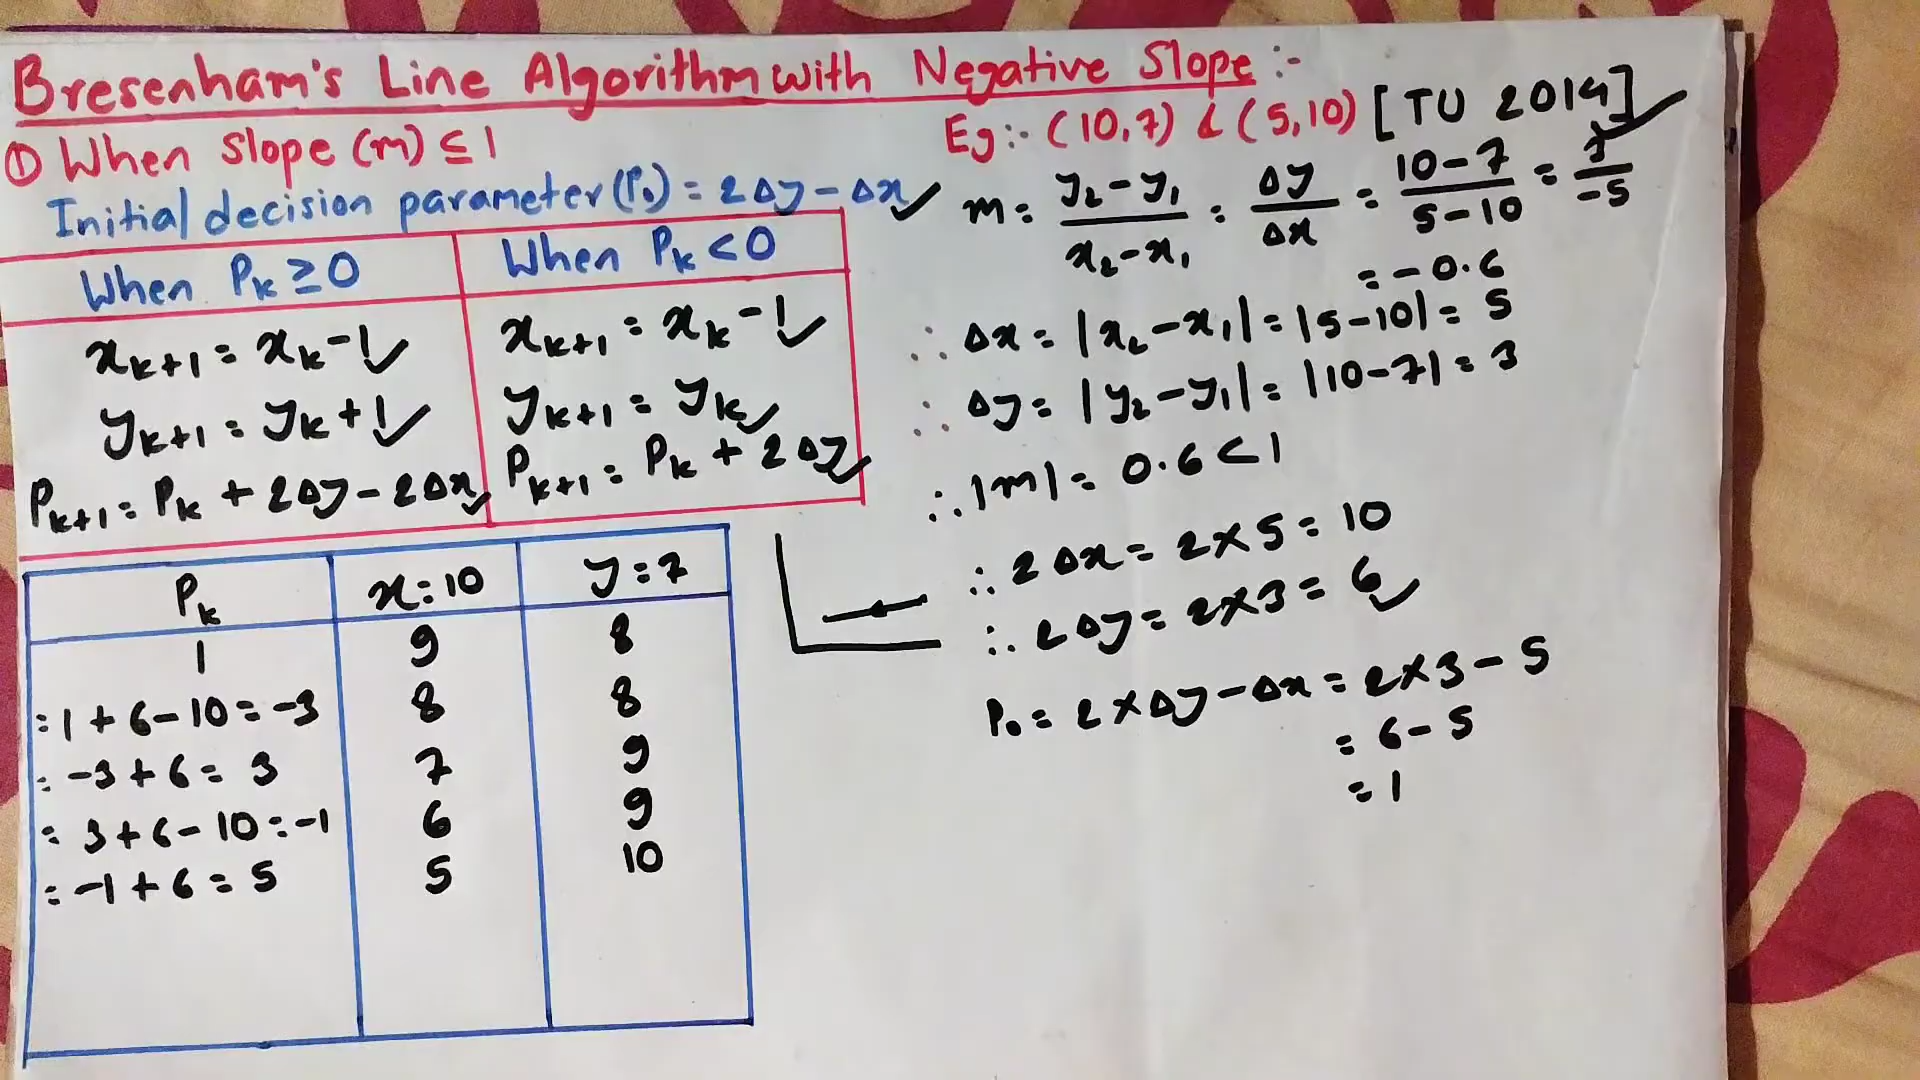 Bresenham's Line Algorithm with Negative Slope :-
① When slope (m) ≤ 1
Initial decision parameter (P₀) = 2Δy - Δx ✓
When Pk ≥ 0
xk+1 = xk - 1 ✓
yk+1 = yk + 1 ✓
Pk+1 = Pk + 2Δy - 2Δx ✓
When Pk < 0
xk+1 = xk - 1 ✓
yk+1 = yk ✓
Pk+1 = Pk + 2Δy ✓
Pk x = 10 y = 7
1 9 8
= 1 + 6 - 10 = -3 8 8
= -3 + 6 = 3 7 9
= 3 + 6 - 10 = -1 6 9
= -1 + 6 = 5 5 10
Eg :- (10,7) & (5,10) [TU 2014] ✓
m = y₂ - y₁ / x₂ - x₁ = Δy / Δx = 10 - 7 / 5 - 10 = 3 / -5
= -0.6
∴ Δx = |x₂ - x₁| = |5 - 10| = 5
∴ Δy = |y₂ - y₁| = |10 - 7| = 3
∴ |m| = 0.6 < 1
∴ 2Δx = 2 × 5 = 10
∴ 2Δy = 2 × 3 = 6 ✓
P₀ = 2 × Δy - Δx = 2 × 3 - 5
= 6 - 5
= 1